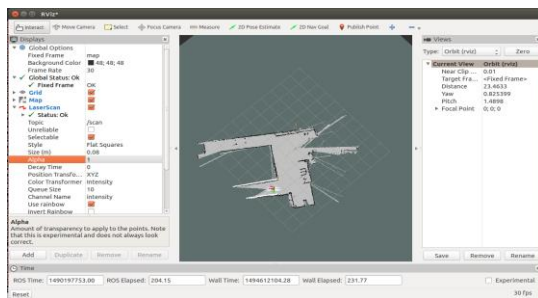 RViz*
Interact Move Camera Select Focus Camera Measure 2D Pose Estimate 2D Nav Goal Publish Point
Displays
Global Options
Fixed Frame map
Background Color 48; 48; 48
Frame Rate 30
Global Status: Ok
Fixed Frame OK
Grid
Map
LaserScan
Status: Ok
Topic /scan
Unreliable
Selectable
Style Flat Squares
Size (m) 0.08
Alpha 1
Decay Time 0
Position Transfo... XYZ
Color Transformer Intensity
Queue Size 10
Channel Name intensity
Use rainbow
Invert Rainbow
Alpha
Amount of transparency to apply to the points. Note
that this is experimental and does not always look
correct.
Add Duplicate Remove Rename
Views
Type: Orbit (rviz) Zero
Current View Orbit (rviz)
Near Clip ... 0.01
Target Fra... <Fixed Frame>
Distance 23.4633
Yaw 0.825399
Pitch 1.4898
Focal Point 0; 0; 0
Save Remove Rename
Time
ROS Time: 1490197753.00 ROS Elapsed: 204.15 Wall Time: 1494612104.28 Wall Elapsed: 231.77 Experimental
Reset 30 fps